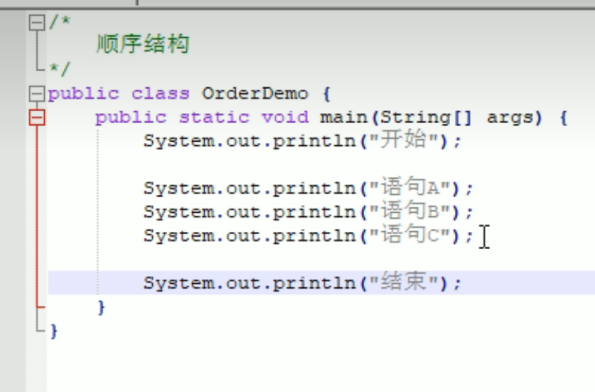 /*
顺序结构
*/
public class OrderDemo {
public static void main(String[] args) {
System.out.println("开始");
System.out.println("语句A");
System.out.println("语句B");
System.out.println("语句C");
System.out.println("结束");
}
}